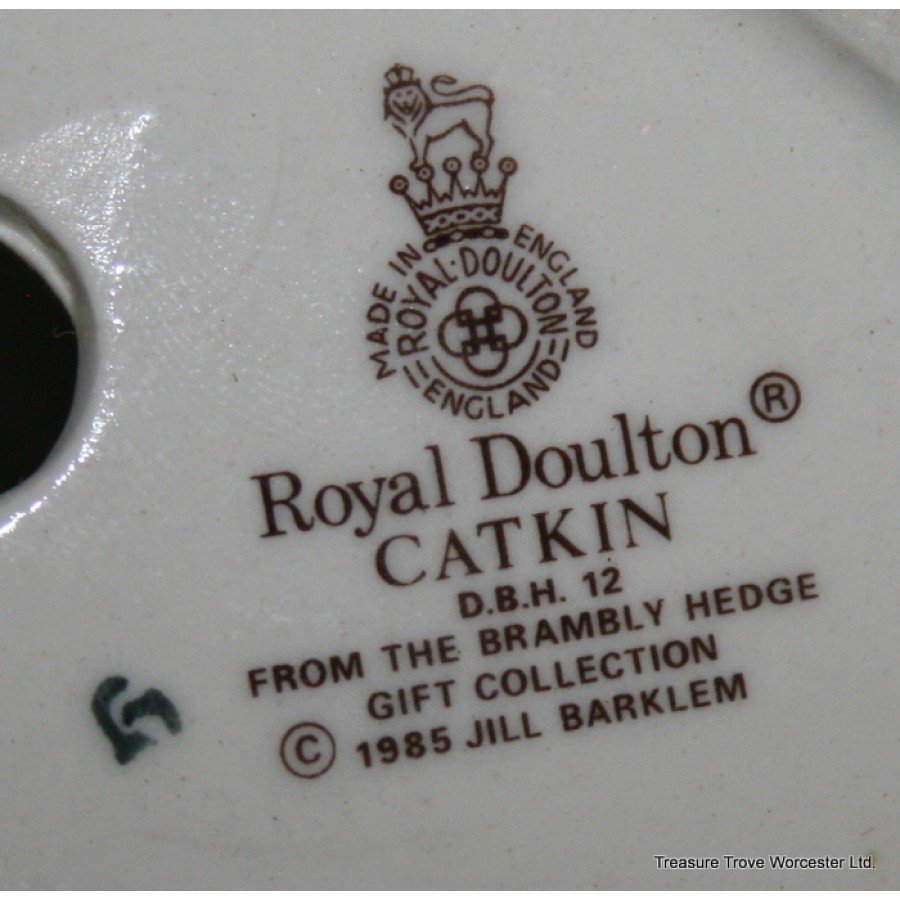 MADE IN ENGLAND
ROYAL·DOULTON
ENGLAND
Royal Doulton®
CATKIN
D.B.H. 12
FROM THE BRAMBLY HEDGE
GIFT COLLECTION
© 1985 JILL BARKLEM
Treasure Trove Worcester Ltd.